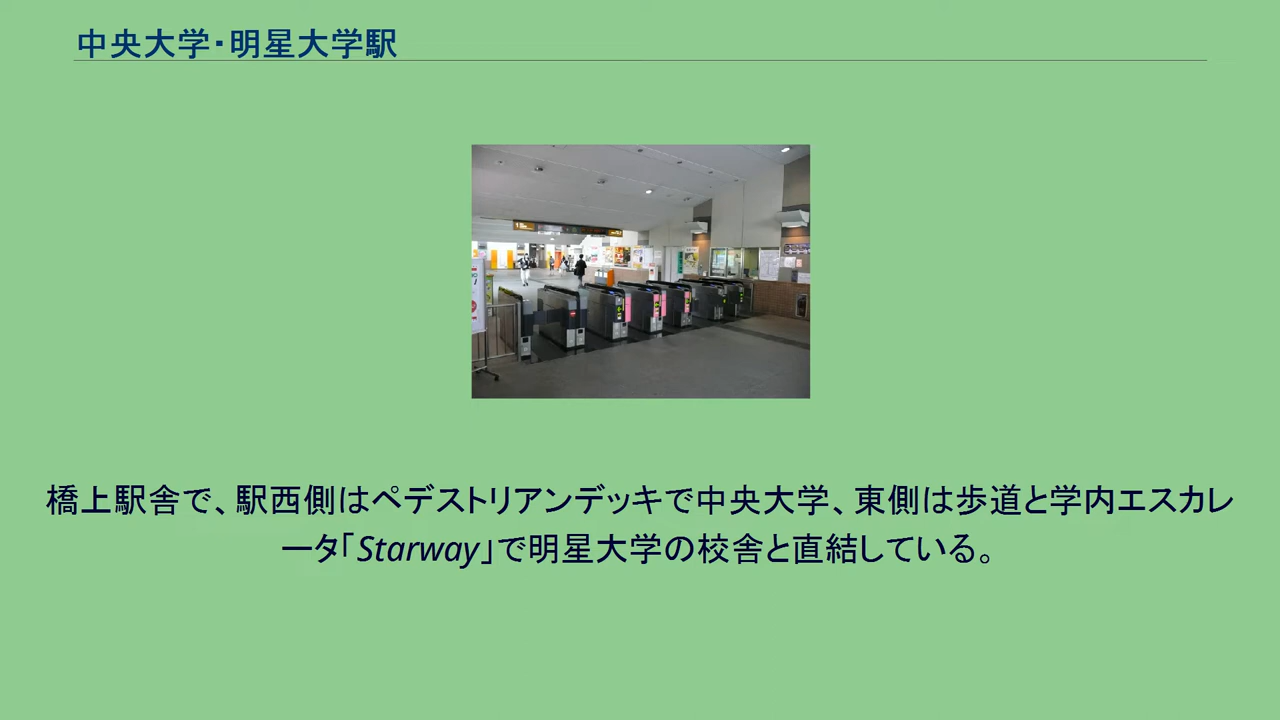 中央大学・明星大学駅
橋上駅舎で、駅西側はペデストリアンデッキで中央大学、東側は歩道と学内エスカレ
ータ「Starway」で明星大学の校舎と直結している。